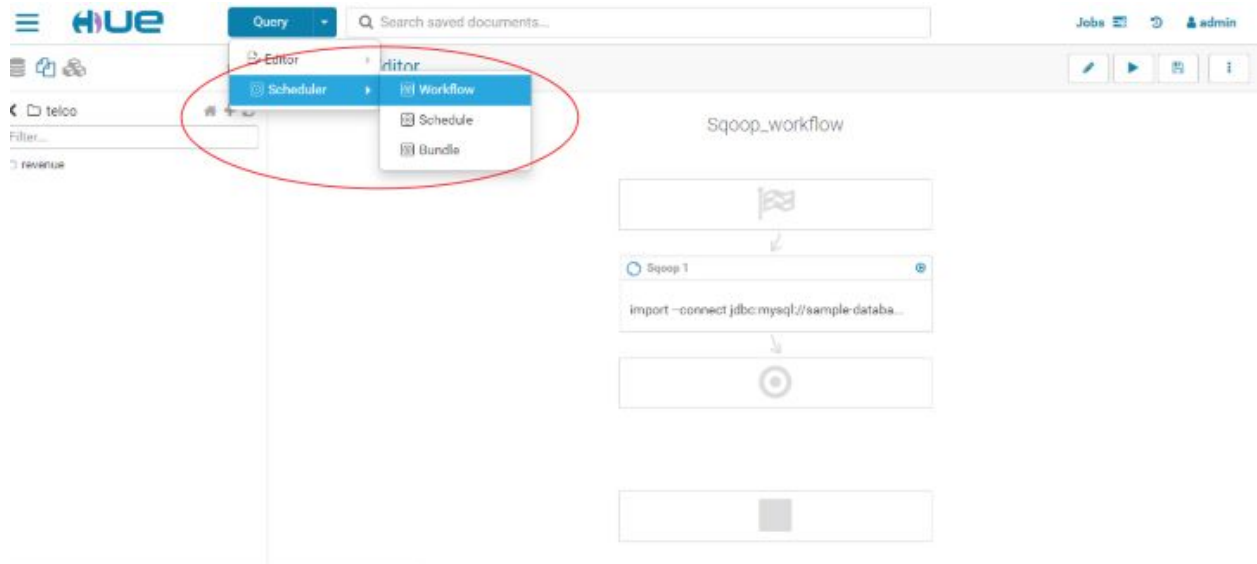 HUE
Query
Search saved documents...
Jobs
admin
Editor
ditor
Scheduler
Workflow
Schedule
Bundle
telco
Filter...
revenue
Sqoop_workflow
Sqoop 1
import --connect jdbc:mysql://sample-databa...